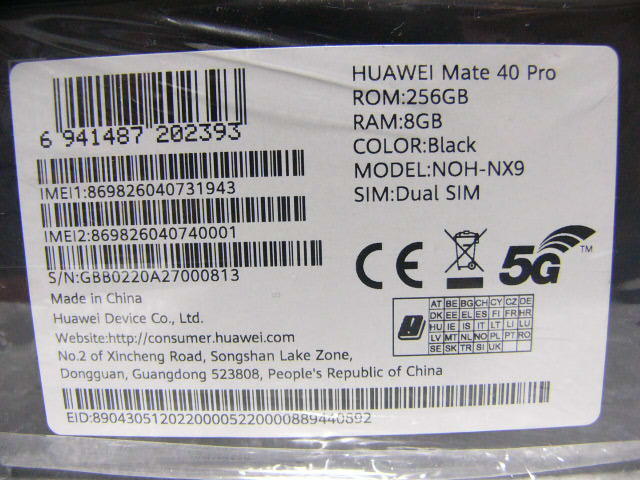 6 941487 202393
IMEI1:869826040731943
IMEI2:869826040740001
S/N:GBB0220A27000813
Made in China
Huawei Device Co., Ltd.
Website:http://consumer.huawei.com
No.2 of Xincheng Road, Songshan Lake Zone,
Dongguan, Guangdong 523808, People's Republic of China
EID:89043051202200005220000889440892
HUAWEI Mate 40 Pro
ROM:256GB
RAM:8GB
COLOR:Black
MODEL:NOH-NX9
SIM:Dual SIM
CE 5G TM
AT BE BG CH CY CZ DE
DK EE EL ES FI FR HR
HU IE IS IT LT LI LU
LV MT NL NO PL PT RO
SE SK TR SI UK